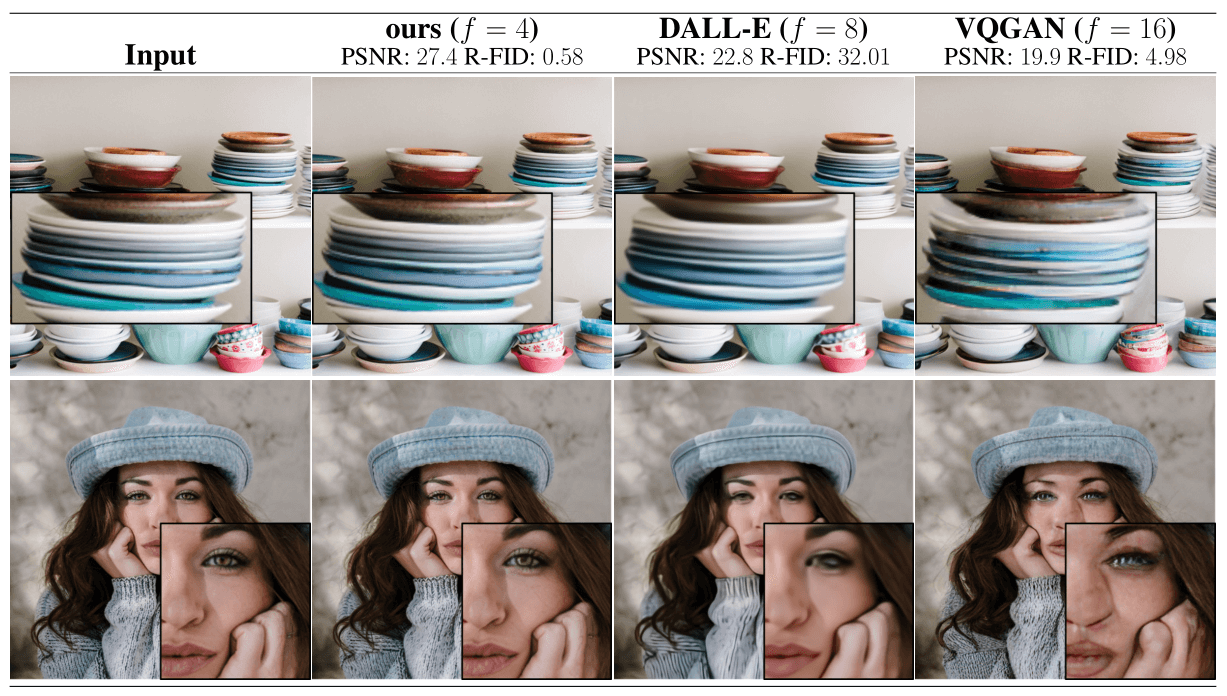 Input
ours (f = 4)
PSNR: 27.4 R-FID: 0.58
DALL-E (f = 8)
PSNR: 22.8 R-FID: 32.01
VQGAN (f = 16)
PSNR: 19.9 R-FID: 4.98